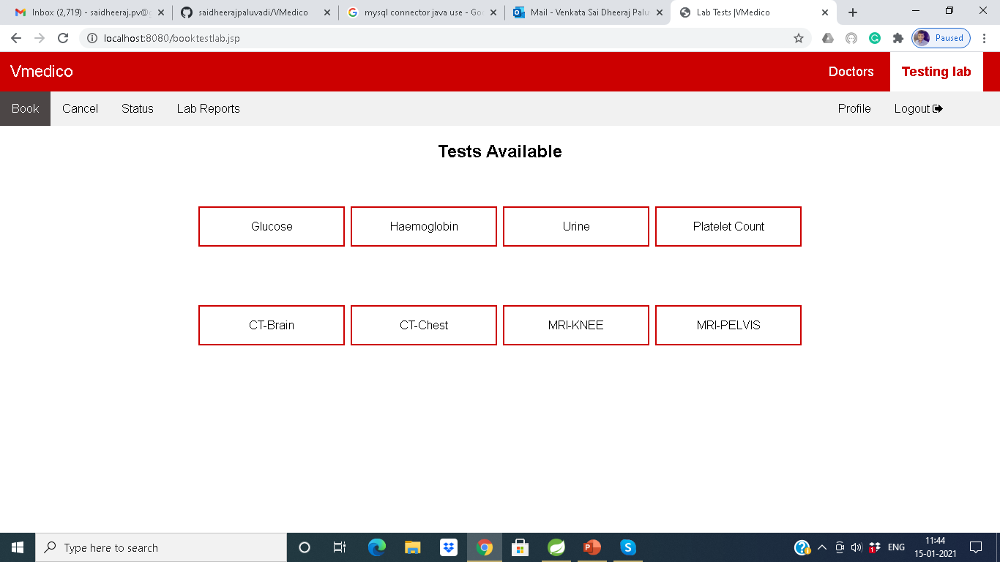 Inbox (2,719) - saidheeraj.pv@g
saidheerajpaluvadi/VMedico
mysql connector java use - Goo
Mail - Venkata Sai Dheeraj Palu
Lab Tests |VMedico
localhost:8080/booktestlab.jsp
Paused
Vmedico
Doctors
Testing lab
Book
Cancel
Status
Lab Reports
Profile
Logout
Tests Available
Glucose
Haemoglobin
Urine
Platelet Count
CT-Brain
CT-Chest
MRI-KNEE
MRI-PELVIS
Type here to search
ENG
11:44
15-01-2021